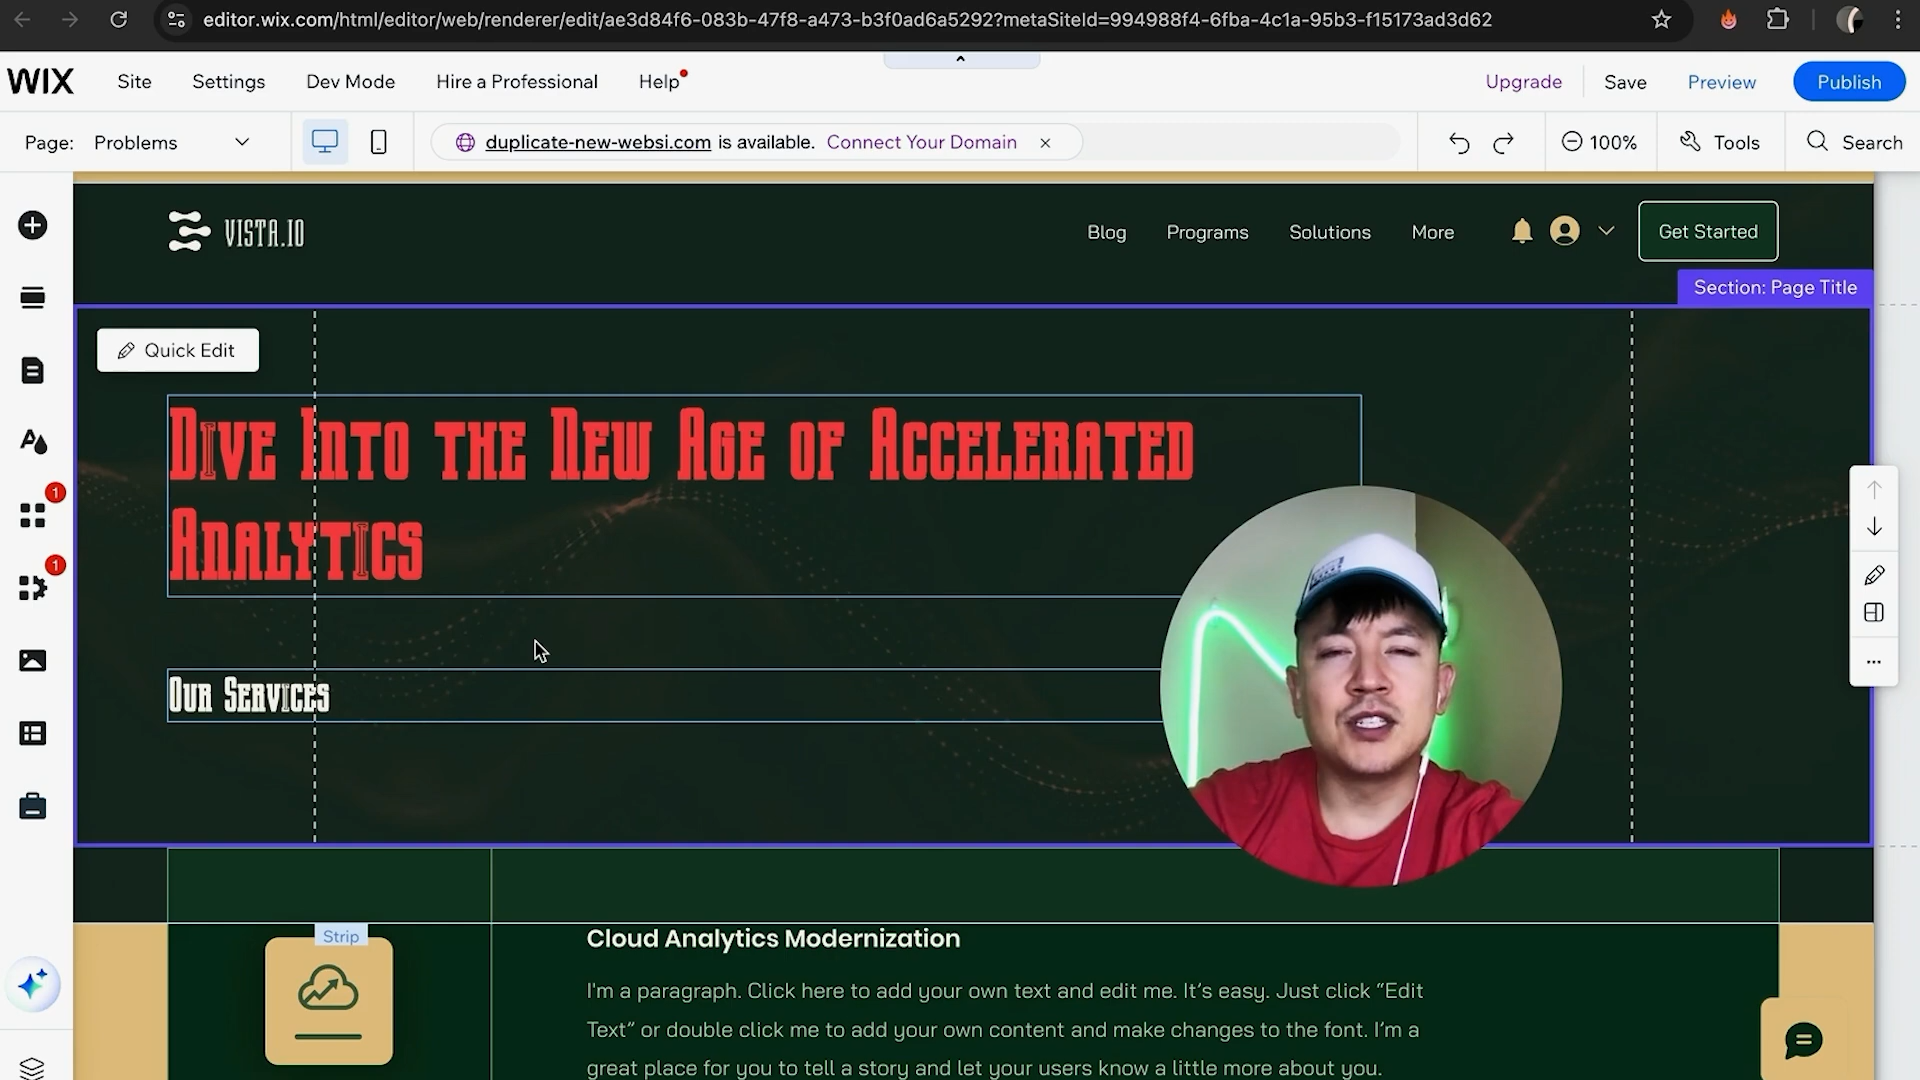 editor.wix.com/html/editor/web/renderer/edit/ae3d84f6-083b-47f8-a473-b3f0ad6a5292?metaSiteId=994988f4-6fba-4c1a-95b3-f15173ad3d62
WIX Site Settings Dev Mode Hire a Professional Help Upgrade Save Preview Publish
Page: Problems duplicate-new-websi.com is available. Connect Your Domain 100% Tools Search
VISTA.IO Blog Programs Solutions More Get Started
Section: Page Title
Quick Edit
Dive Into the New Age of Accelerated
Analytics
1
1
Our Services
Strip
Cloud Analytics Modernization
I'm a paragraph. Click here to add your own text and edit me. It’s easy. Just click “Edit
Text” or double click me to add your own content and make changes to the font. I’m a
great place for you to tell a story and let your users know a little more about you.